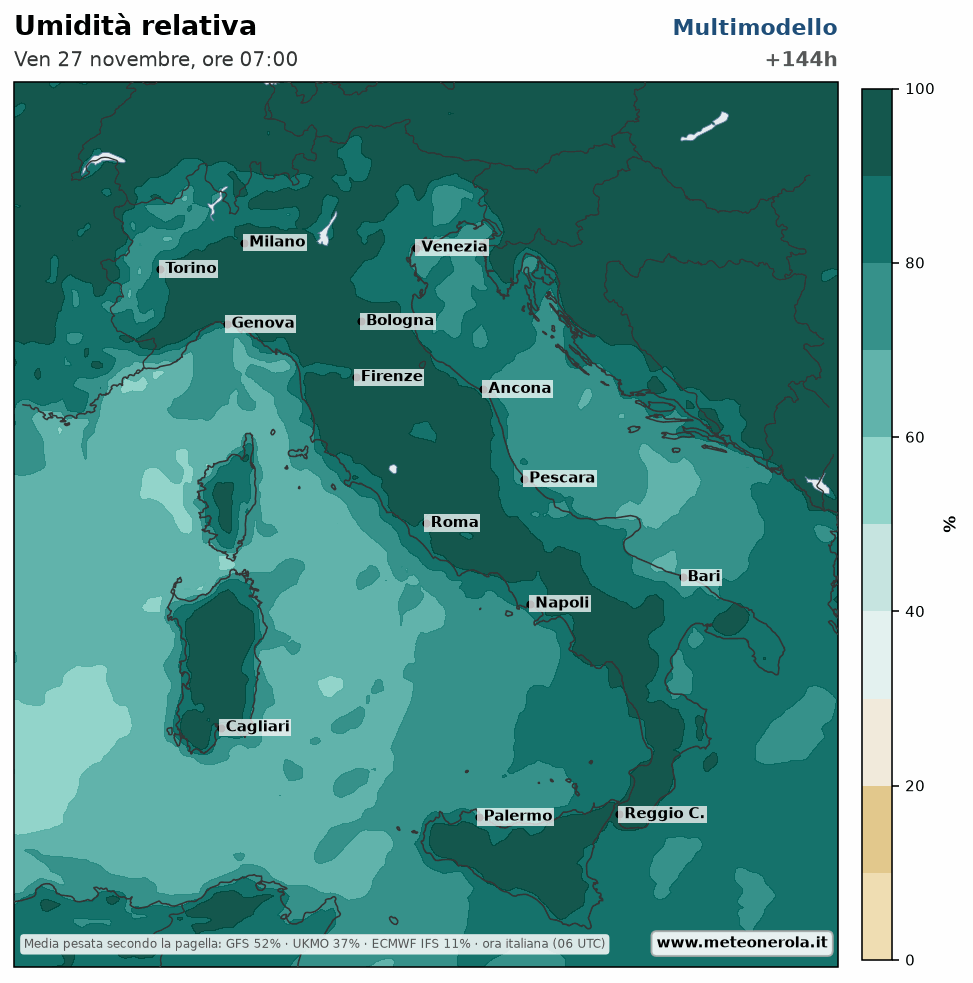 Umidità relativa
Multimodello
Ven 27 novembre, ore 07:00
+144h
100
80
60
40
20
0
%
Milano
Venezia
Torino
Genova
Bologna
Firenze
Ancona
Pescara
Roma
Bari
Napoli
Cagliari
Palermo
Reggio C.
Media pesata secondo la pagella: GFS 52% · UKMO 37% · ECMWF IFS 11% · ora italiana (06 UTC)
www.meteonerola.it